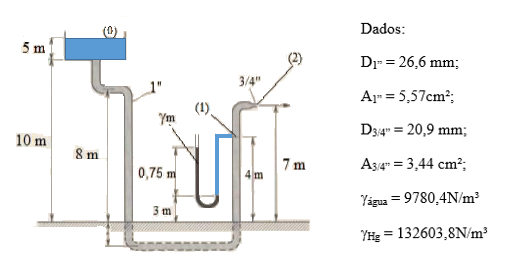 (0)
5 m
(2)
3/4"
1"
(1)
γm
10 m
8 m
0,75 m
4 m
7 m
3 m
Dados:
D₁" = 26,6 mm;
A₁" = 5,57cm²;
D₃/₄" = 20,9 mm;
A₃/₄" = 3,44 cm²;
γágua = 9780,4N/m³
γHg = 132603,8N/m³